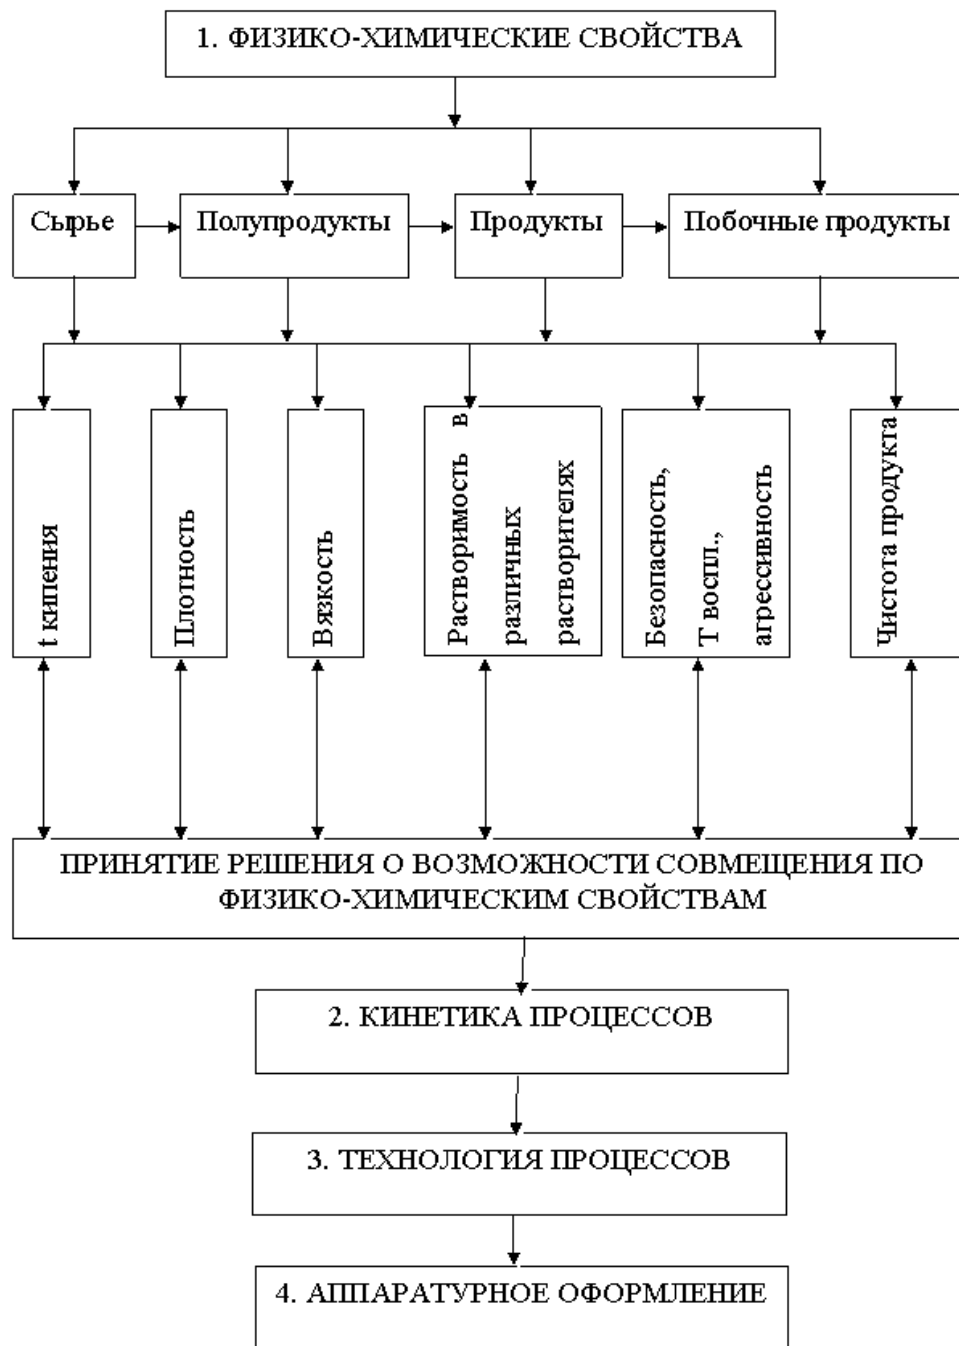 1. ФИЗИКО-ХИМИЧЕСКИЕ СВОЙСТВА
Сырье
Полупродукты
Продукты
Побочные продукты
t кипения
Плотность
Вязкость
Растворимость в
различных
растворителях
Безопасность,
Т воспл.,
агрессивность
Чистота продукта
ПРИНЯТИЕ РЕШЕНИЯ О ВОЗМОЖНОСТИ СОВМЕЩЕНИЯ ПО
ФИЗИКО-ХИМИЧЕСКИМ СВОЙСТВАМ
2. КИНЕТИКА ПРОЦЕССОВ
3. ТЕХНОЛОГИЯ ПРОЦЕССОВ
4. АППАРАТУРНОЕ ОФОРМЛЕНИЕ